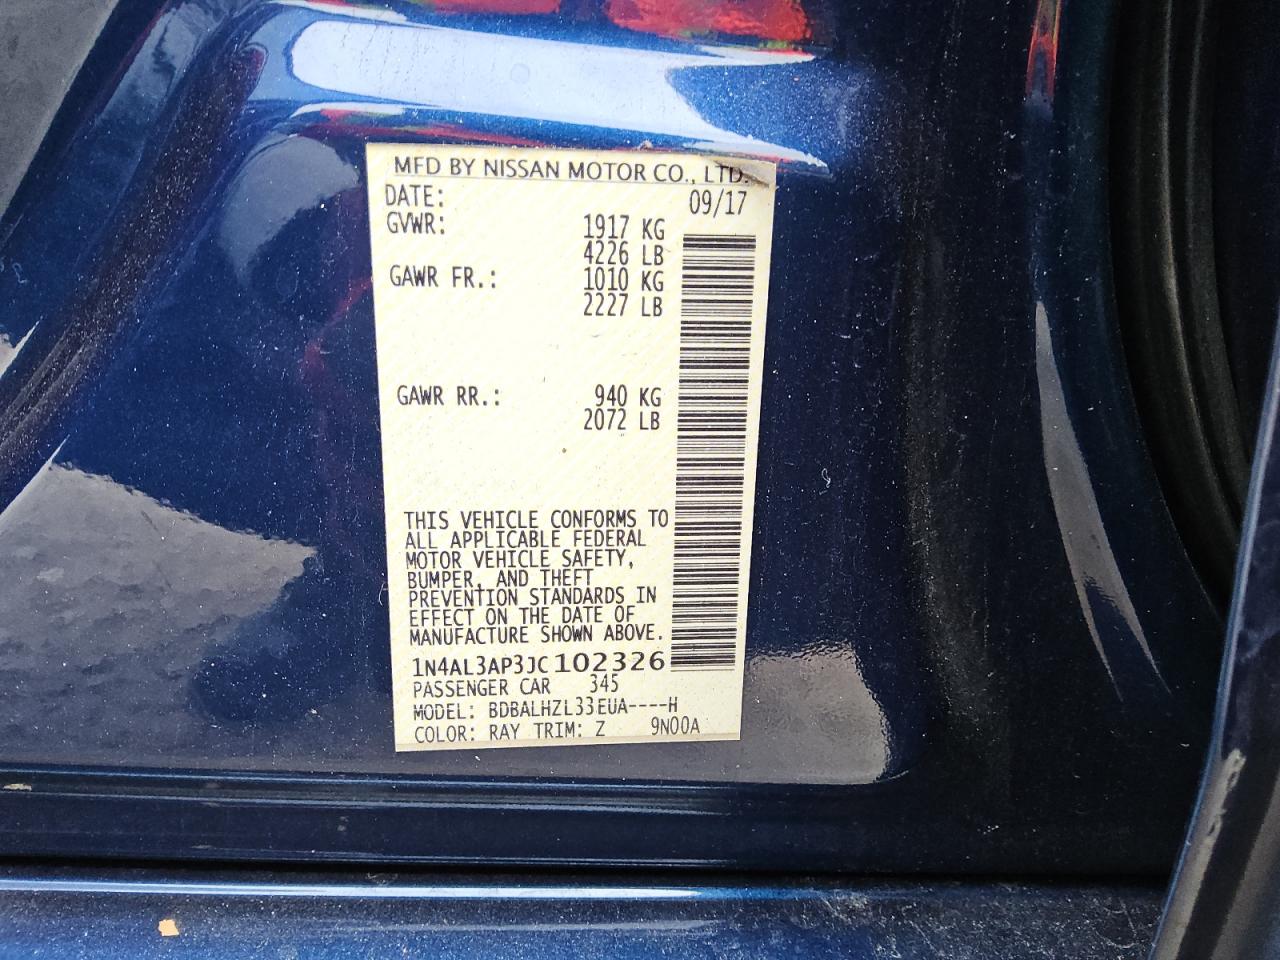 MFD BY NISSAN MOTOR CO., LTD.
DATE: 09/17
GVWR: 1917 KG
4226 LB
GAWR FR.: 1010 KG
2227 LB
GAWR RR.: 940 KG
2072 LB
THIS VEHICLE CONFORMS TO
ALL APPLICABLE FEDERAL
MOTOR VEHICLE SAFETY,
BUMPER, AND THEFT
PREVENTION STANDARDS IN
EFFECT ON THE DATE OF
MANUFACTURE SHOWN ABOVE.
1N4AL3AP3JC102326
PASSENGER CAR 345
MODEL: BDBALHZL33EUA----H
COLOR: RAY TRIM: Z 9N00A